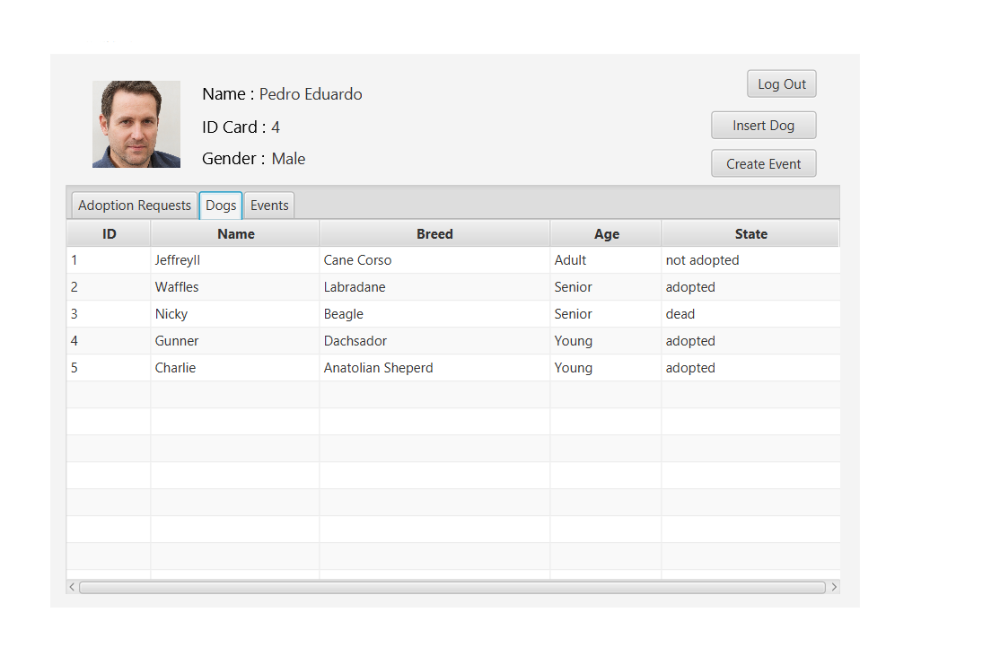 Name : Pedro Eduardo
Log Out
ID Card : 4
Insert Dog
Gender : Male
Create Event
Adoption Requests Dogs Events
ID Name Breed Age State
1 Jeffreyll Cane Corso Adult not adopted
2 Waffles Labradane Senior adopted
3 Nicky Beagle Senior dead
4 Gunner Dachsador Young adopted
5 Charlie Anatolian Sheperd Young adopted